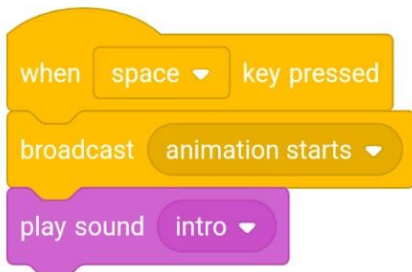 when space key pressed
broadcast animation starts
play sound intro